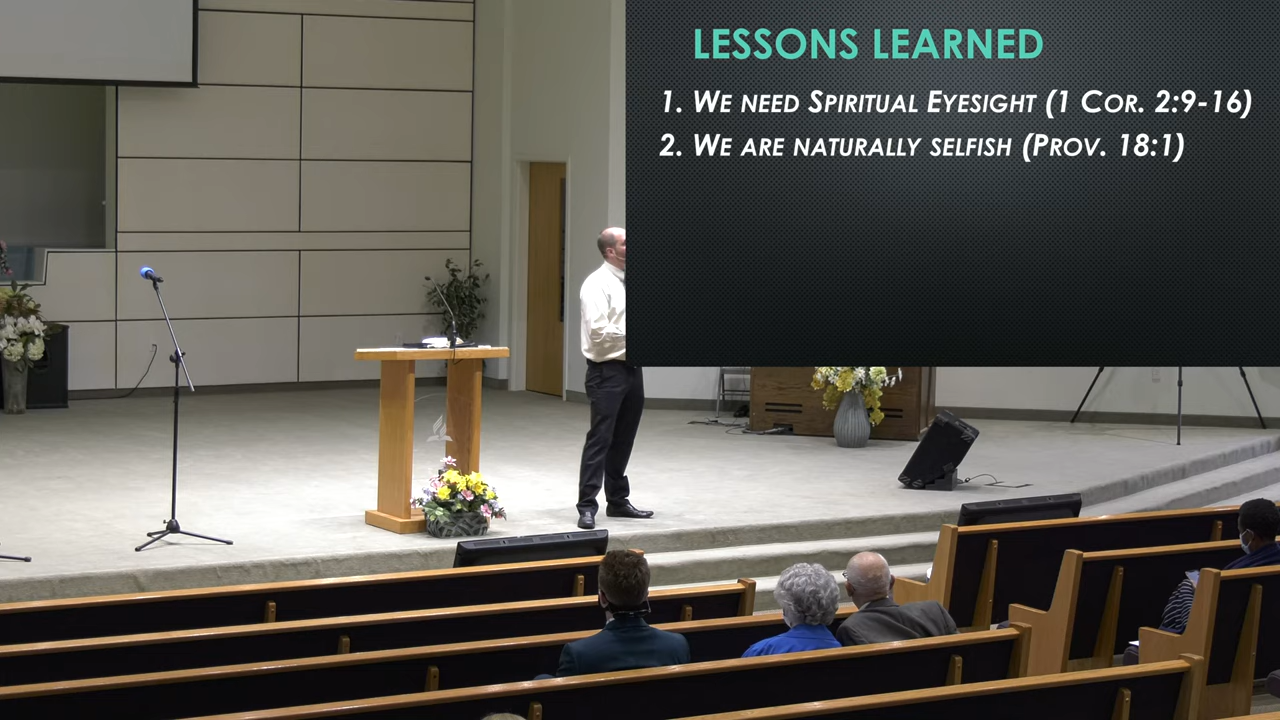 LESSONS LEARNED
1. WE NEED SPIRITUAL EYESIGHT (1 COR. 2:9-16)
2. WE ARE NATURALLY SELFISH (PROV. 18:1)